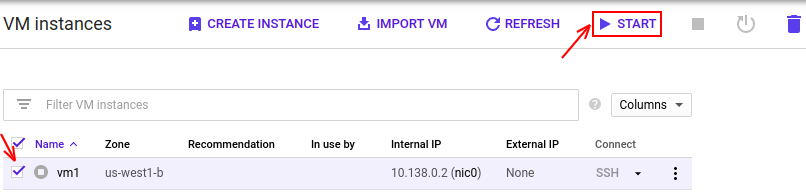 VM instances CREATE INSTANCE IMPORT VM REFRESH START
Filter VM instances Columns
Name Zone Recommendation In use by Internal IP External IP Connect
vm1 us-west1-b 10.138.0.2 (nic0) None SSH